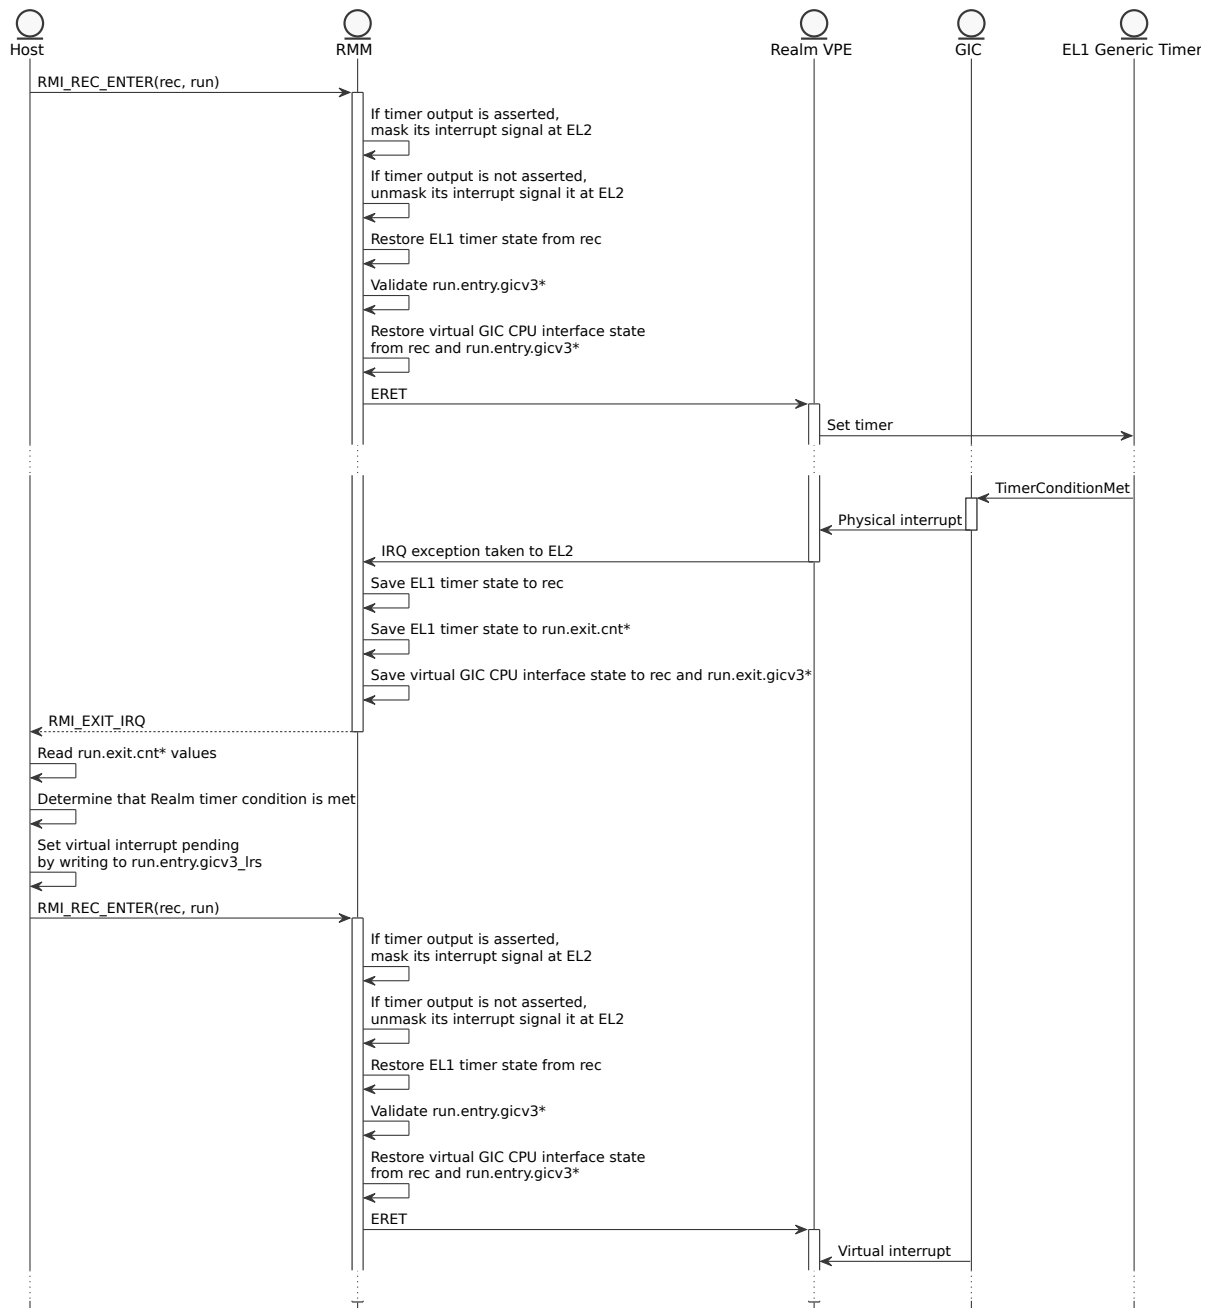 Host
RMM
Realm VPE
GIC
EL1 Generic Timer
RMI_REC_ENTER(rec, run)
If timer output is asserted,
mask its interrupt signal at EL2
If timer output is not asserted,
unmask its interrupt signal it at EL2
Restore EL1 timer state from rec
Validate run.entry.gicv3*
Restore virtual GIC CPU interface state
from rec and run.entry.gicv3*
ERET
Set timer
TimerConditionMet
Physical interrupt
IRQ exception taken to EL2
Save EL1 timer state to rec
Save EL1 timer state to run.exit.cnt*
Save virtual GIC CPU interface state to rec and run.exit.gicv3*
RMI_EXIT_IRQ
Read run.exit.cnt* values
Determine that Realm timer condition is met
Set virtual interrupt pending
by writing to run.entry.gicv3_lrs
RMI_REC_ENTER(rec, run)
If timer output is asserted,
mask its interrupt signal at EL2
If timer output is not asserted,
unmask its interrupt signal it at EL2
Restore EL1 timer state from rec
Validate run.entry.gicv3*
Restore virtual GIC CPU interface state
from rec and run.entry.gicv3*
ERET
Virtual interrupt